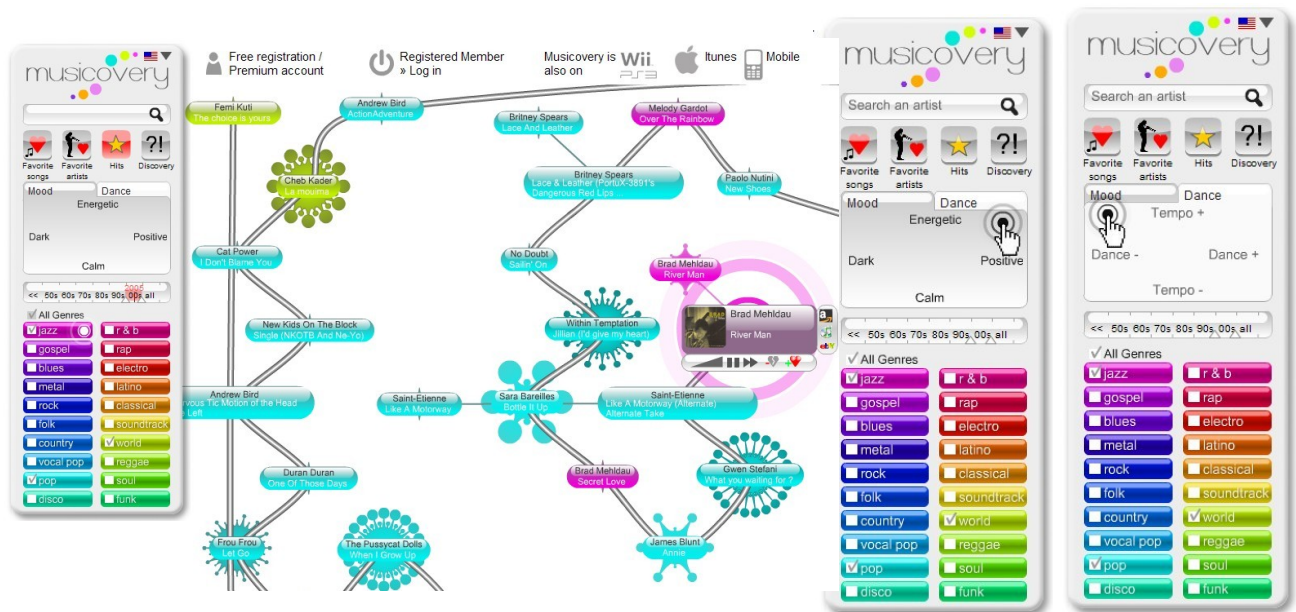 musicovery
Favorite
songs
Favorite
artists
Hits
?!
Discovery
Mood
Dance
Energetic
Dark
Positive
Calm
2005
<< 50s 60s 70s 80s 90s 00s all
All Genres
jazz
r & b
gospel
rap
blues
electro
metal
latino
rock
classical
folk
soundtrack
country
world
vocal pop
reggae
pop
soul
disco
funk
Free registration /
Premium account
Registered Member
» Log in
Musicovery is
also on
Wii
PS3
Itunes
Mobile
Femi Kuti
The choice is yours
Andrew Bird
ActionAdventure
Britney Spears
Lace And Leather
Melody Gardot
Over The Rainbow
Cheb Kader
La mouima
Britney Spears
Lace & Leather (PortuX-3891's
Dangerous Red Lips
Paolo Nutini
New Shoes
Cat Power
I Don't Blame You
No Doubt
Sailin' On
Brad Mehldau
River Man
Brad Mehldau
River Man
a
ebY
New Kids On The Block
Single (NKOTB And Ne-Yo)
Within Temptation
Jillian (I'd give my heart)
Andrew Bird
rvous Tic Motion of the Head
e Left
Saint-Etienne
Like A Motorway
Sara Bareilles
Bottle It Up
Saint-Etienne
Like A Motorway (Alternate)
Alternate Take
Duran Duran
One Of Those Days
Brad Mehldau
Secret Love
Gwen Stefani
What you waiting for ?
Frou Frou
Let Go
The Pussycat Dolls
When I Grow Up
James Blunt
Annie
musicovery
Search an artist
Favorite
songs
Favorite
artists
Hits
?!
Discovery
Mood
Dance
Energetic
Dark
Positive
Calm
<< 50s 60s 70s 80s 90s 00s all
All Genres
jazz
r & b
gospel
rap
blues
electro
metal
latino
rock
classical
folk
soundtrack
country
world
vocal pop
reggae
pop
soul
disco
funk
musicovery
Search an artist
Favorite
songs
Favorite
artists
Hits
?!
Discovery
Mood
Dance
Tempo +
Dance -
Dance +
Tempo -
<< 50s 60s 70s 80s 90s 00s all
All Genres
jazz
r & b
gospel
rap
blues
electro
metal
latino
rock
classical
folk
soundtrack
country
world
vocal pop
reggae
pop
soul
disco
funk